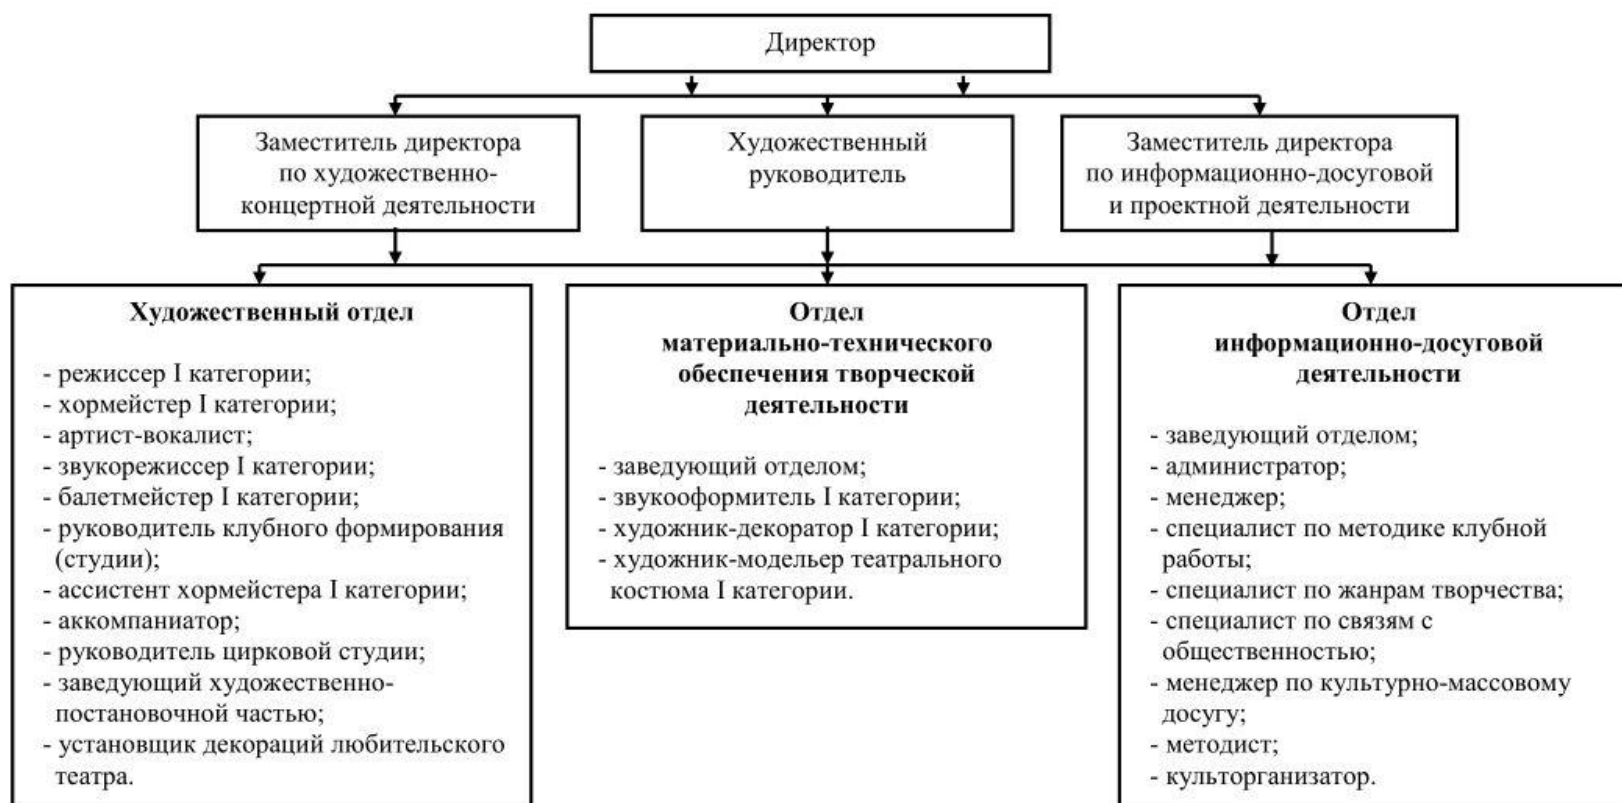 Директор
Заместитель директора
по художественно-
концертной деятельности
Художественный
руководитель
Заместитель директора
по информационно-досуговой
и проектной деятельности
Художественный отдел
- режиссер I категории;
- хормейстер I категории;
- артист-вокалист;
- звукорежиссер I категории;
- балетмейстер I категории;
- руководитель клубного формирования
(студии);
- ассистент хормейстера I категории;
- аккомпаниатор;
- руководитель цирковой студии;
- заведующий художественно-
постановочной частью;
- установщик декораций любительского
театра.
Отдел
материально-технического
обеспечения творческой
деятельности
- заведующий отделом;
- звукооформитель I категории;
- художник-декоратор I категории;
- художник-модельер театрального
костюма I категории.
Отдел
информационно-досуговой
деятельности
- заведующий отделом;
- администратор;
- менеджер;
- специалист по методике клубной
работы;
- специалист по жанрам творчества;
- специалист по связям с
общественностью;
- менеджер по культурно-массовому
досугу;
- методист;
- культорганизатор.